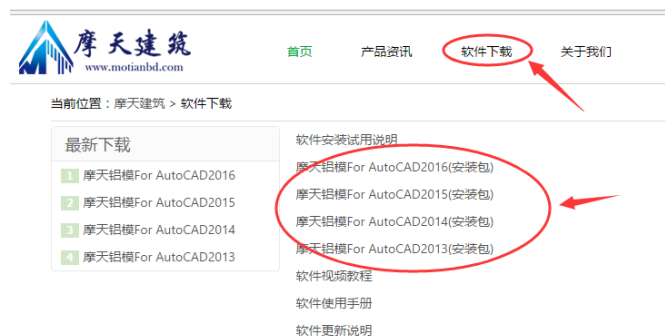 摩天建筑
www.motianbd.com
首页 产品资讯 软件下载 关于我们
当前位置：摩天建筑 > 软件下载
最新下载
1 摩天铝模For AutoCAD2016
2 摩天铝模For AutoCAD2015
3 摩天铝模For AutoCAD2014
4 摩天铝模For AutoCAD2013
软件安装试用说明
摩天铝模For AutoCAD2016(安装包)
摩天铝模For AutoCAD2015(安装包)
摩天铝模For AutoCAD2014(安装包)
摩天铝模For AutoCAD2013(安装包)
软件视频教程
软件使用手册
软件更新说明